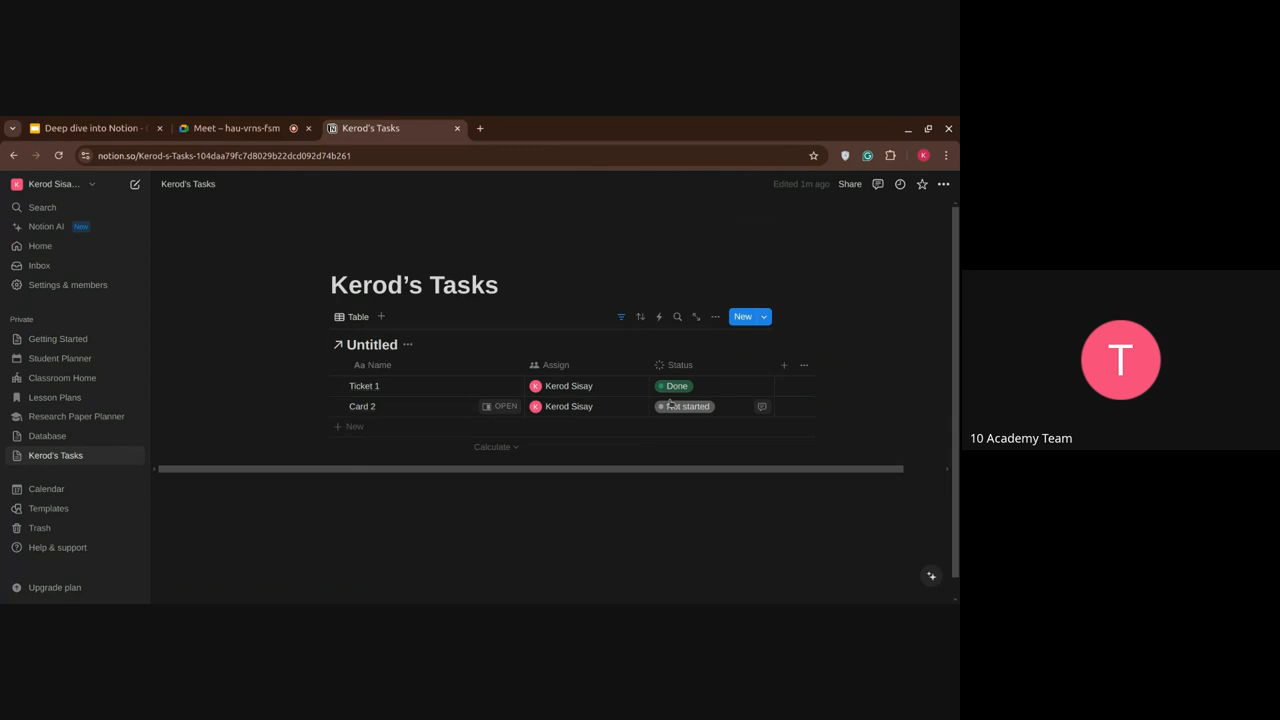 Deep dive into Notion - 
Meet – hau-vrns-fsm
Kerod's Tasks
notion.so/Kerod-s-Tasks-104daa79fc7d8029b22dcd092d74b261
K
K
Kerod Sisa...
Kerod's Tasks
Edited 1m ago
Share
Search
Notion AI
New
Home
Inbox
Settings & members
Private
Getting Started
Student Planner
Classroom Home
Lesson Plans
Research Paper Planner
Database
Kerod's Tasks
Calendar
Templates
Trash
Help & support
Upgrade plan
Kerod's Tasks
Table
New
Untitled
Aa Name
Assign
Status
Ticket 1
K Kerod Sisay
Done
Card 2
OPEN
K Kerod Sisay
Not started
New
Calculate
T
10 Academy Team